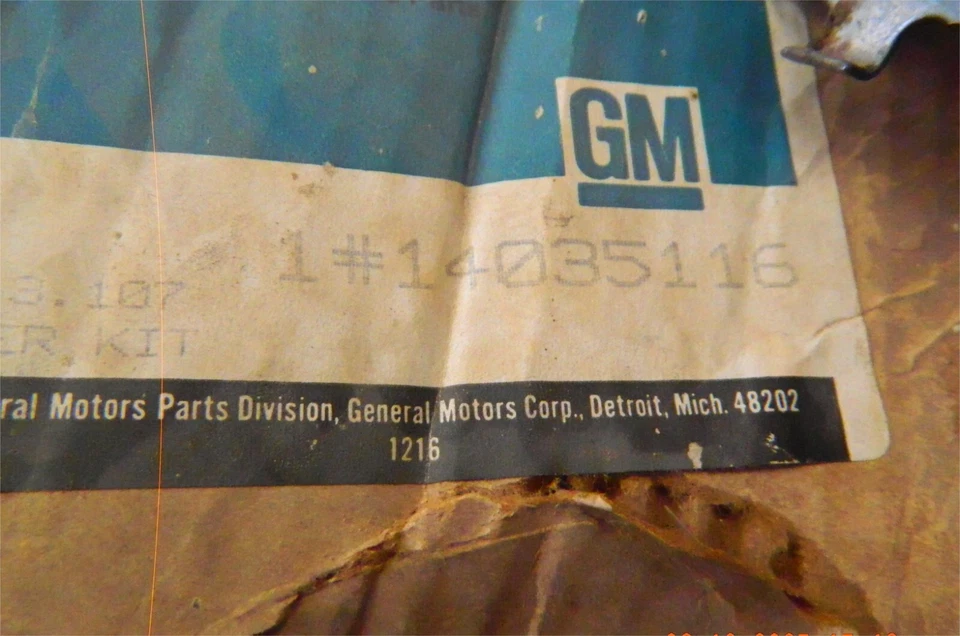 GM
1#14035116
3.107
ER KIT
ral Motors Parts Division, General Motors Corp., Detroit, Mich. 48202
1216